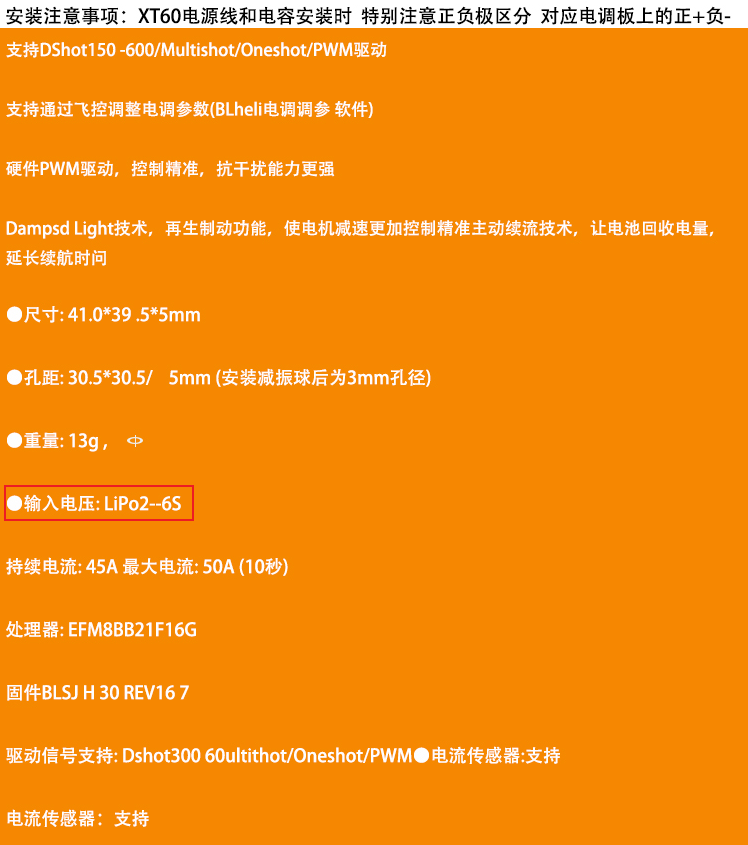 安装注意事项：XT60电源线和电容安装时 特别注意正负极区分 对应电调板上的正+负-
支持DShot150 -600/Multishot/Oneshot/PWM驱动
支持通过飞控调整电调参数(BLheli电调调参 软件)
硬件PWM驱动，控制精准，抗干扰能力更强
Dampsd Light技术，再生制动功能，使电机减速更加控制精准主动续流技术，让电池回收电量，
延长续航时问
●尺寸: 41.0*39 .5*5mm
●孔距: 30.5*30.5/ 5mm (安装减振球后为3mm孔径)
●重量: 13g ,
●输入电压: LiPo2--6S
持续电流: 45A 最大电流: 50A (10秒)
处理器: EFM8BB21F16G
固件BLSJ H 30 REV16 7
驱动信号支持: Dshot300 60ultithot/Oneshot/PWM●电流传感器:支持
电流传感器：支持